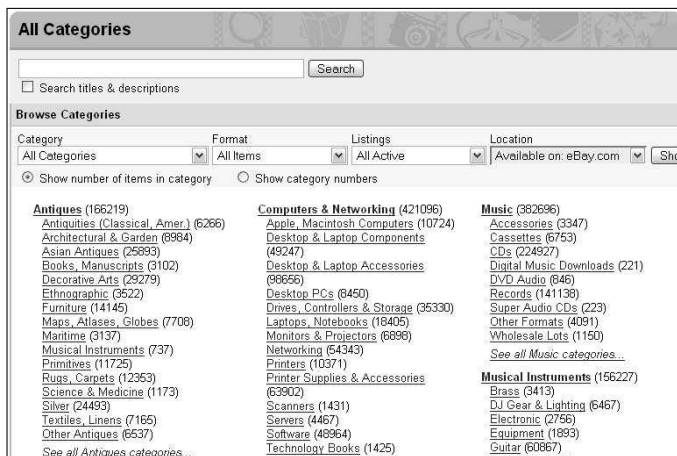 All Categories
Search
Search titles & descriptions
Browse Categories
Category Format Listings Location
All Categories All Items All Active Available on: eBay.com Sho
Show number of items in category Show category numbers
Antiques (166219)
Antiquities (Classical, Amer.) (6266)
Architectural & Garden (8984)
Asian Antiques (25893)
Books, Manuscripts (3102)
Decorative Arts (29279)
Ethnographic (3522)
Furniture (14145)
Maps, Atlases, Globes (7708)
Maritime (3137)
Musical Instruments (737)
Primitives (11725)
Rugs, Carpets (12353)
Science & Medicine (1173)
Silver (24493)
Textiles, Linens (7165)
Other Antiques (6537)
See all Antiques categories...
Computers & Networking (421096)
Apple, Macintosh Computers (10724)
Desktop & Laptop Components
(49247)
Desktop & Laptop Accessories
(98656)
Desktop PCs (8450)
Drives, Controllers & Storage (35330)
Laptops, Notebooks (18405)
Monitors & Projectors (6898)
Networking (54343)
Printers (10371)
Printer Supplies & Accessories
(63902)
Scanners (1431)
Servers (4467)
Software (48964)
Technology Books (1425)
Music (382696)
Accessories (3347)
Cassettes (6753)
CDs (224927)
Digital Music Downloads (221)
DVD Audio (846)
Records (141138)
Super Audio CDs (223)
Other Formats (4091)
Wholesale Lots (1150)
See all Music categories...
Musical Instruments (156227)
Brass (3413)
DJ Gear & Lighting (6467)
Electronic (2756)
Equipment (1893)
Guitar (60867)